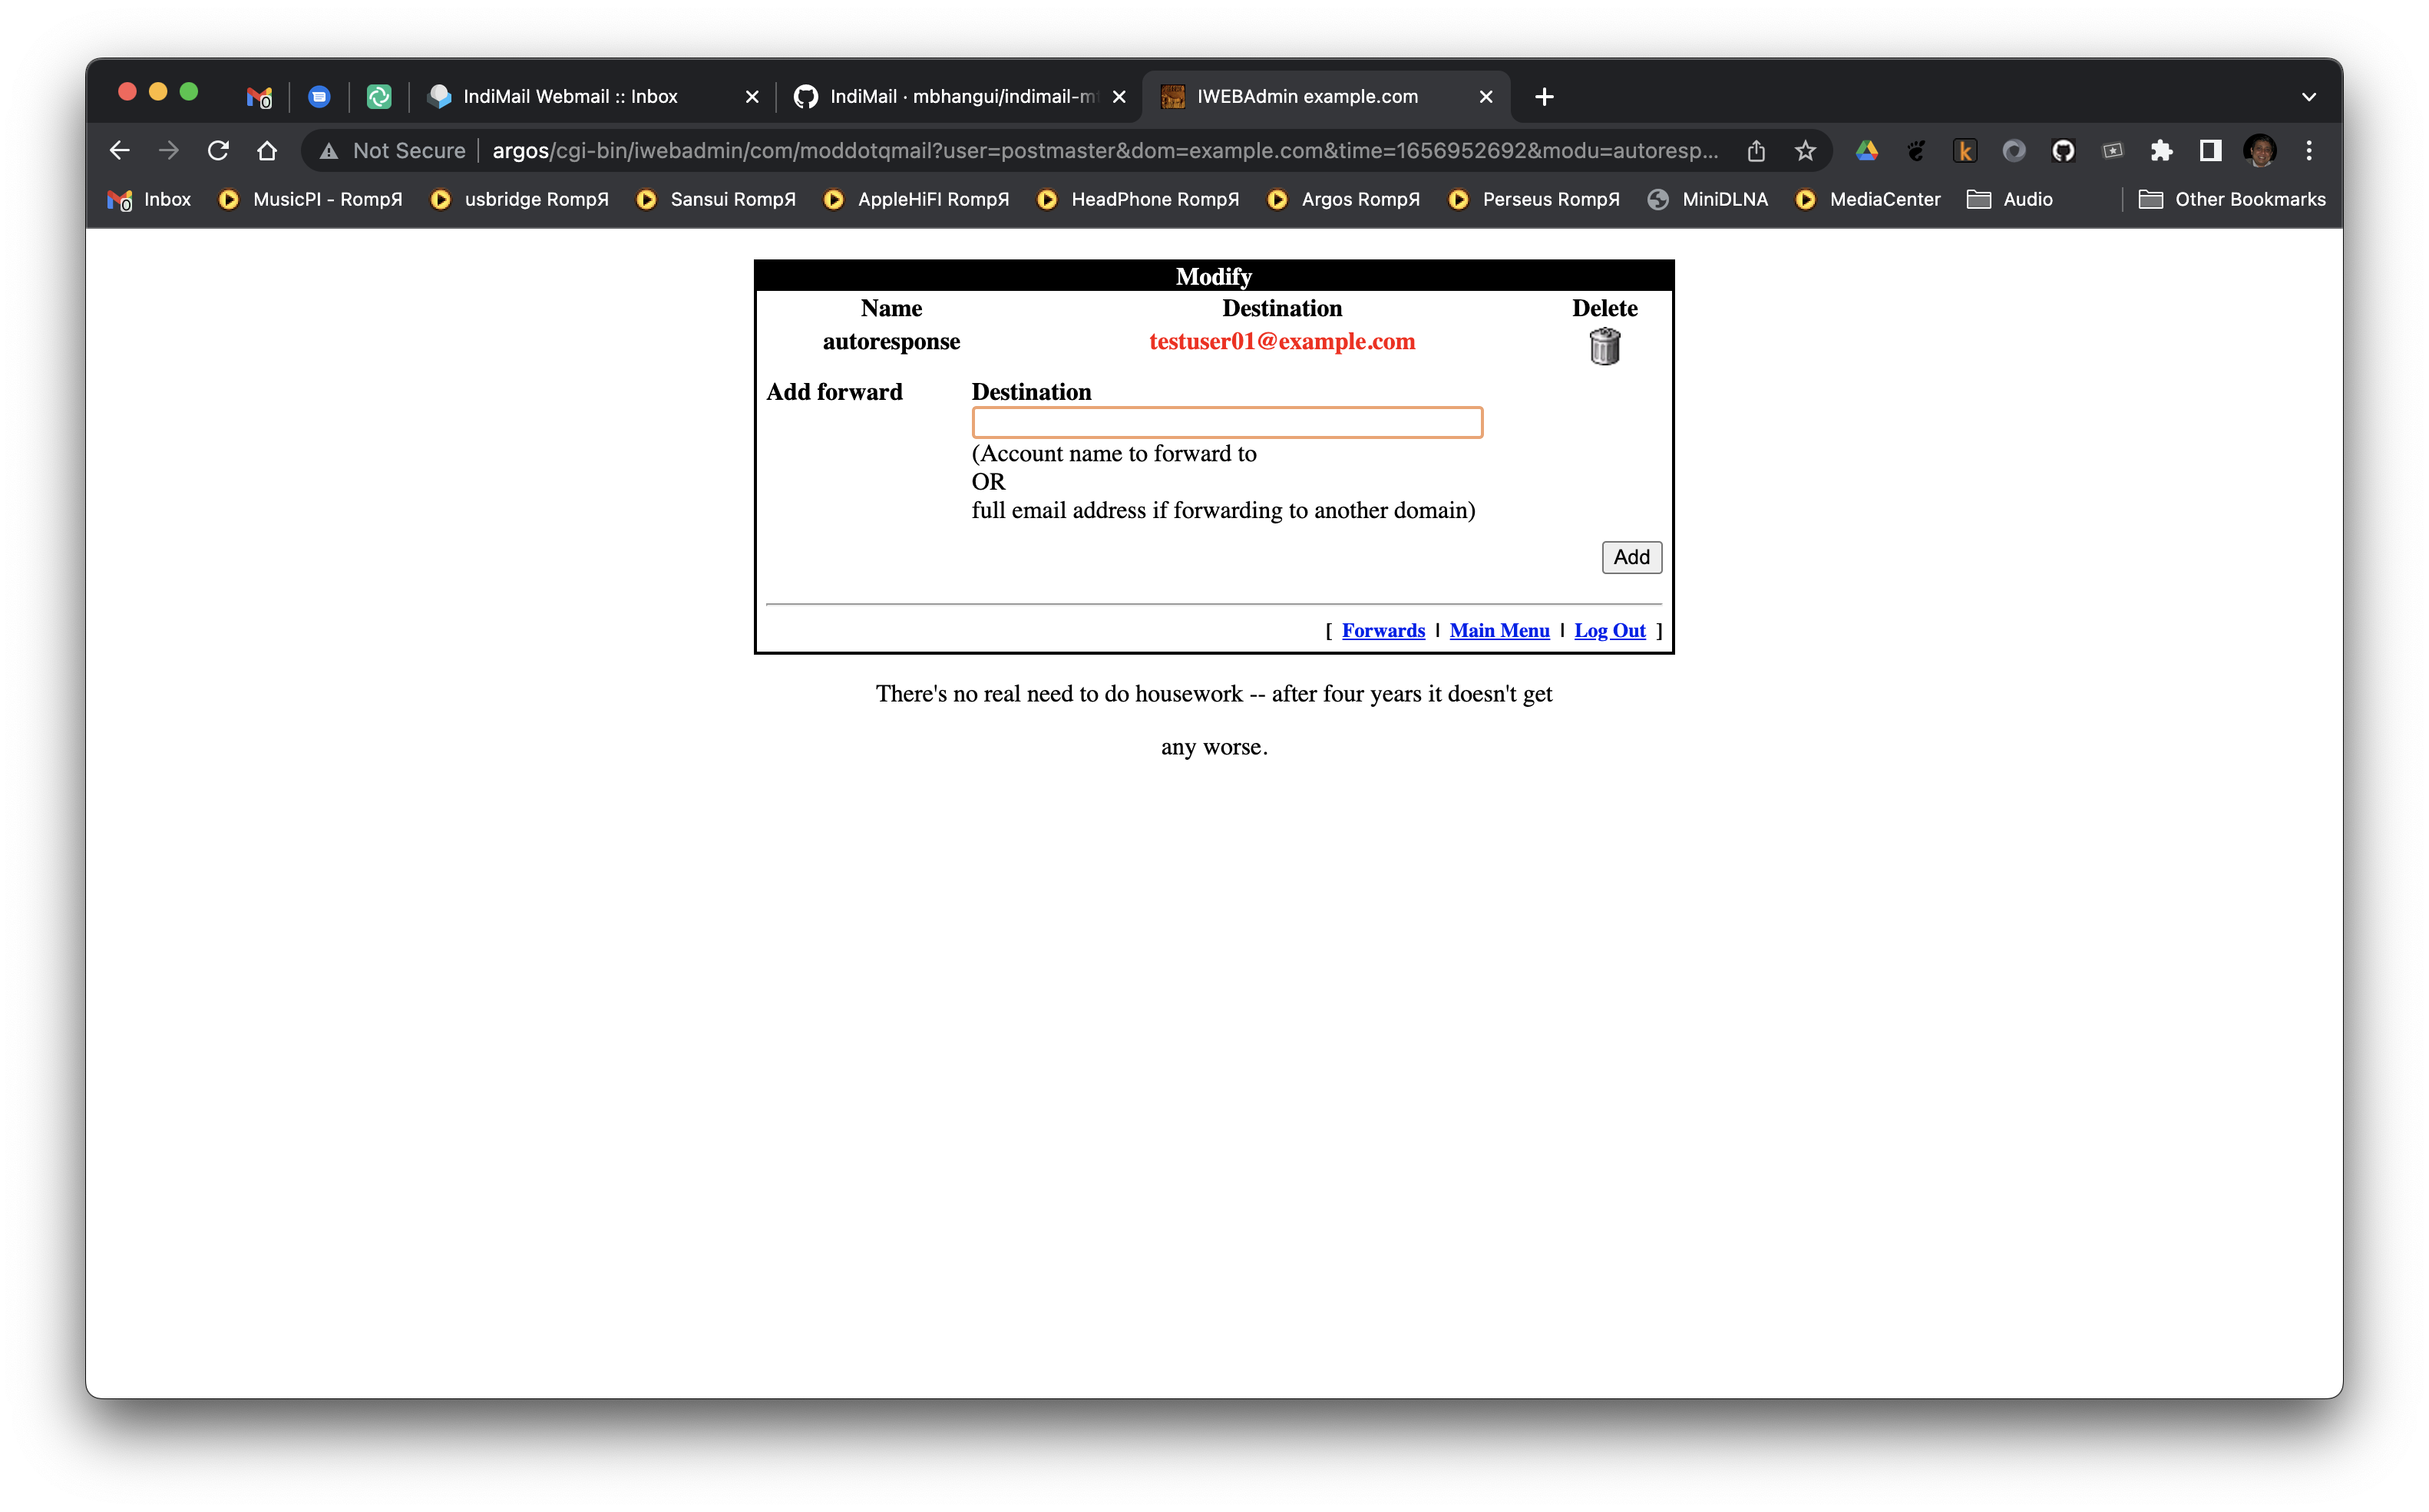 IndiMail Webmail :: Inbox
IndiMail · mbhangui/indimail-m
IWEBAdmin example.com
Not Secure
argos/cgi-bin/iwebadmin/com/moddotqmail?user=postmaster&dom=example.com&time=1656952692&modu=autoresp...
Inbox
MusicPI - RompЯ
usbridge RompЯ
Sansui RompЯ
AppleHiFI RompЯ
HeadPhone RompЯ
Argos RompЯ
Perseus RompЯ
MiniDLNA
MediaCenter
Audio
Other Bookmarks
Modify
Name Destination Delete
autoresponse testuser01@example.com
Add forward Destination
(Account name to forward to
OR
full email address if forwarding to another domain)
Add
[ Forwards | Main Menu | Log Out ]
There's no real need to do housework -- after four years it doesn't get
any worse.